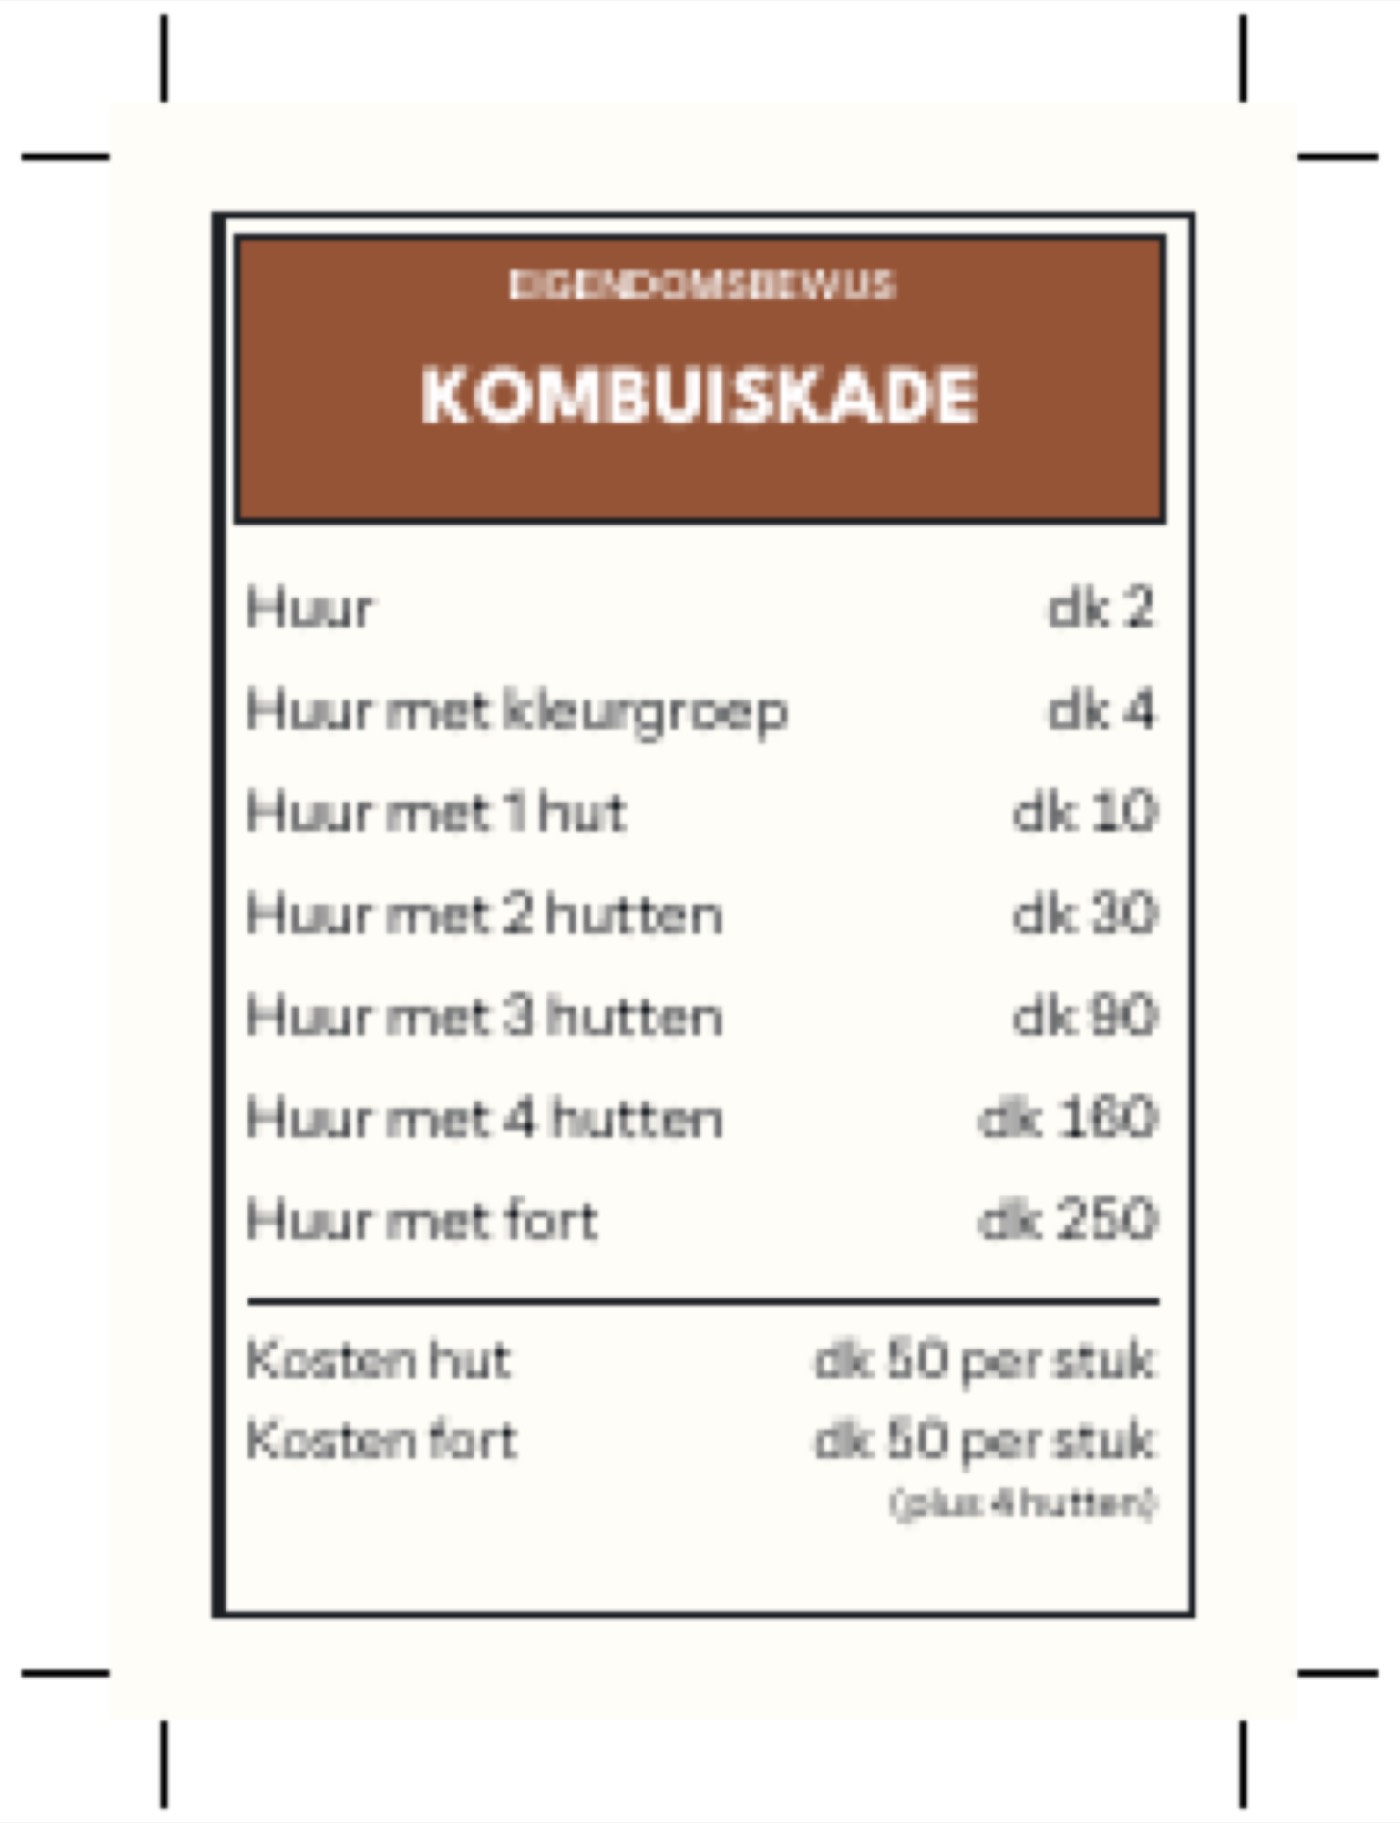 EIGENDOMSBEWIJS
KOMBUISKADE
Huur dk 2
Huur met kleurgroep dk 4
Huur met 1 hut dk 10
Huur met 2 hutten dk 30
Huur met 3 hutten dk 90
Huur met 4 hutten dk 160
Huur met fort dk 250
Kosten hut dk 50 per stuk
Kosten fort dk 50 per stuk
(plus 4 hutten)